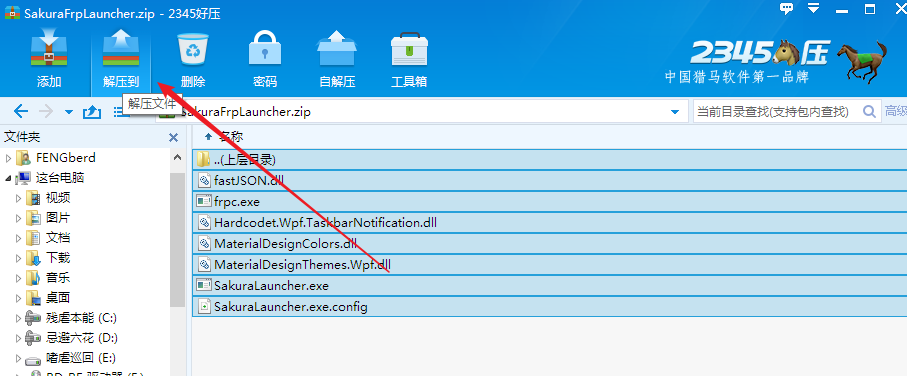 SakuraFrpLauncher.zip - 2345好压
添加
解压到
删除
密码
自解压
工具箱
2345好压
中国猎马软件第一品牌
解压文件
SakuraFrpLauncher.zip
当前目录查找(支持包内查找)
高级
文件夹
名称
FENGberd
这台电脑
视频
图片
文档
下载
音乐
桌面
残虐本能 (C:)
忌避六花 (D:)
嗜虐巡回 (E:)
..(上层目录)
fastJSON.dll
frpc.exe
Hardcodet.Wpf.TaskbarNotification.dll
MaterialDesignColors.dll
MaterialDesignThemes.Wpf.dll
SakuraLauncher.exe
SakuraLauncher.exe.config